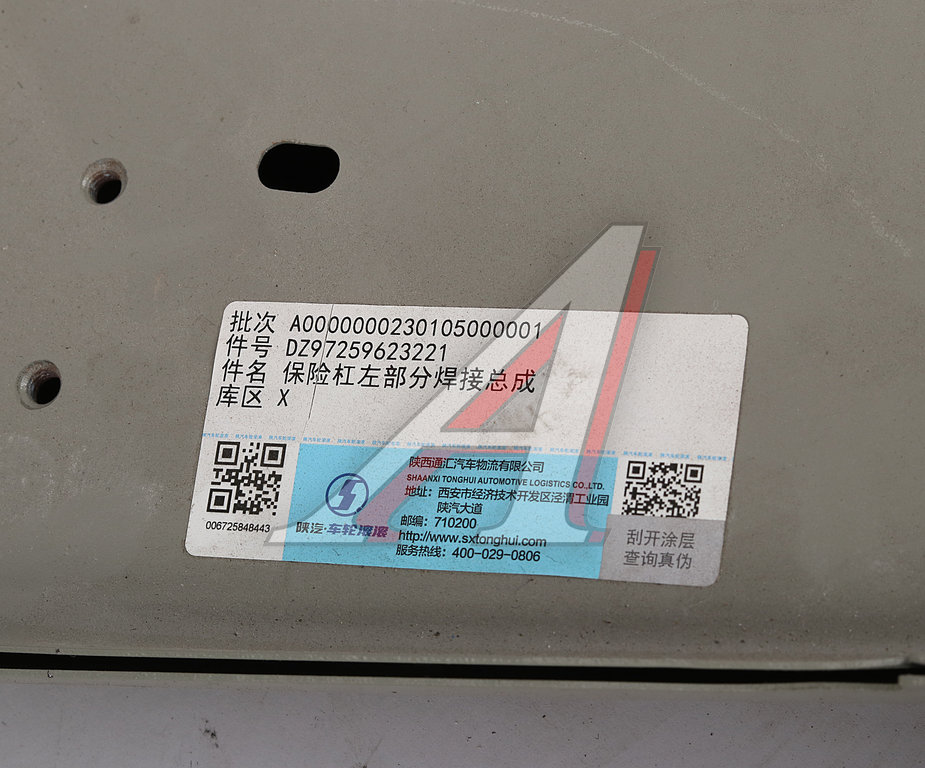 批次 A0000000230105000001
件号 DZ97259623221
件名 保险杠左部分焊接总成
库区 X
006725848443
陕汽·车轮滚滚
陕西通汇汽车物流有限公司
SHAANXI TONGHUI AUTOMOTIVE LOGISTICS CO.,LTD.
地址：西安市经济技术开发区泾渭工业园
陕汽大道
邮编：710200
http://www.sxtonghui.com
服务热线：400-029-0806
刮开涂层
查询真伪